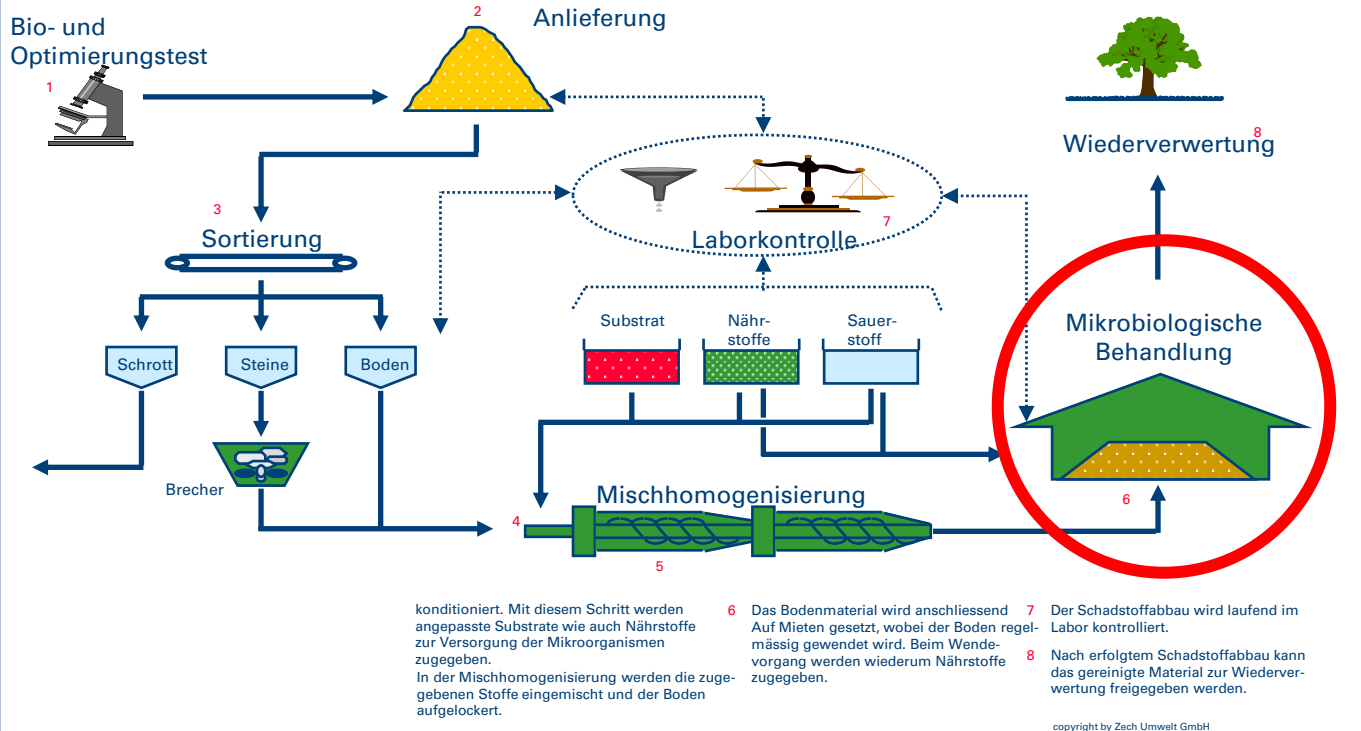 Bio- und
Optimierungstest
1
2
Anlieferung
8
Wiederverwertung
3
Sortierung
7
Laborkontrolle
Substrat
Nähr-
stoffe
Sauer-
stoff
Mikrobiologische
Behandlung
Schrott
Steine
Boden
Brecher
Mischhomogenisierung
4
5
6
konditioniert. Mit diesem Schritt werden
angepasste Substrate wie auch Nährstoffe
zur Versorgung der Mikroorganismen
zugegeben.
In der Mischhomogenisierung werden die zuge-
gebenen Stoffe eingemischt und der Boden
aufgelockert.
6 Das Bodenmaterial wird anschliessend
Auf Mieten gesetzt, wobei der Boden regel-
mässig gewendet wird. Beim Wende-
vorgang werden wiederum Nährstoffe
zugegeben.
7 Der Schadstoffabbau wird laufend im
Labor kontrolliert.
8 Nach erfolgtem Schadstoffabbau kann
das gereinigte Material zur Wiederver-
wertung freigegeben werden.
copyright by Zech Umwelt GmbH